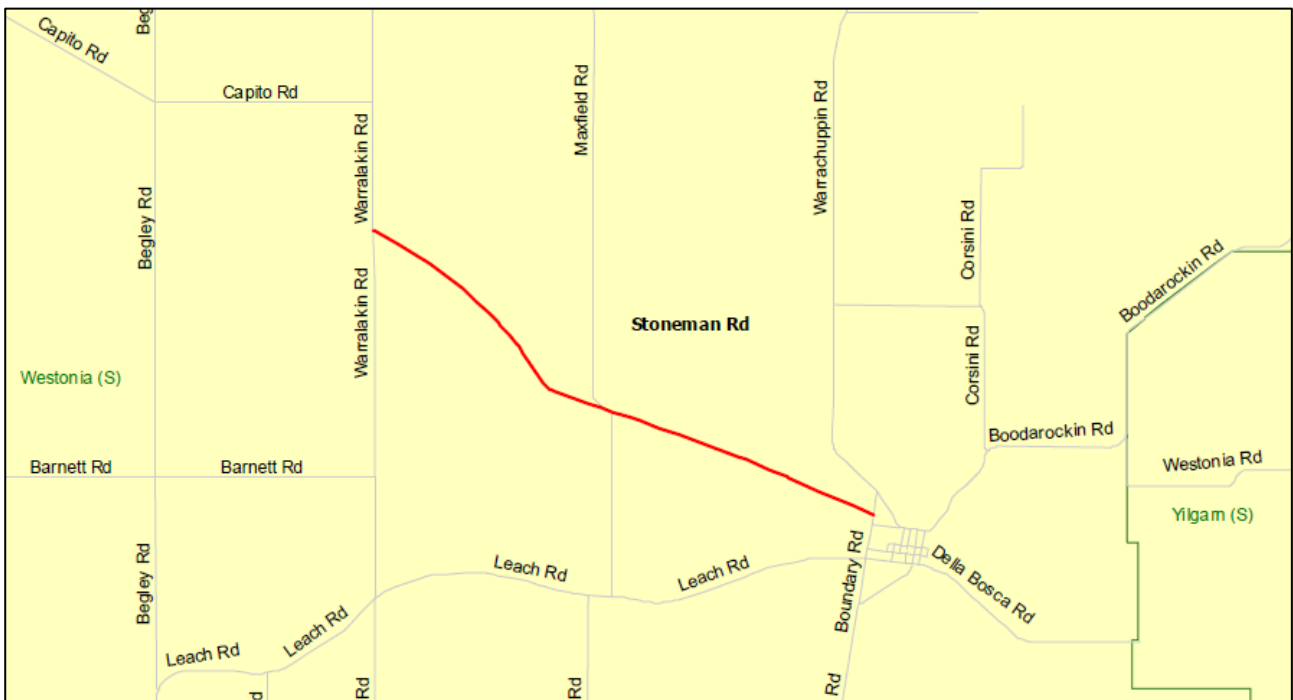 Beg
Capito Rd
Capito Rd
Maxfield Rd
Warralakin Rd
Warrachuppin Rd
Begley Rd
Corsini Rd
Boodarockin Rd
Warralakin Rd
Stoneman Rd
Corsini Rd
Westonia (S)
Boodarockin Rd
Barnett Rd
Barnett Rd
Westonia Rd
Yilgarn (S)
Begley Rd
Leach Rd
Leach Rd
Boundary Rd
Della Bosca Rd
Leach Rd
Leach Rd
Rd
Rd
Rd
Rd